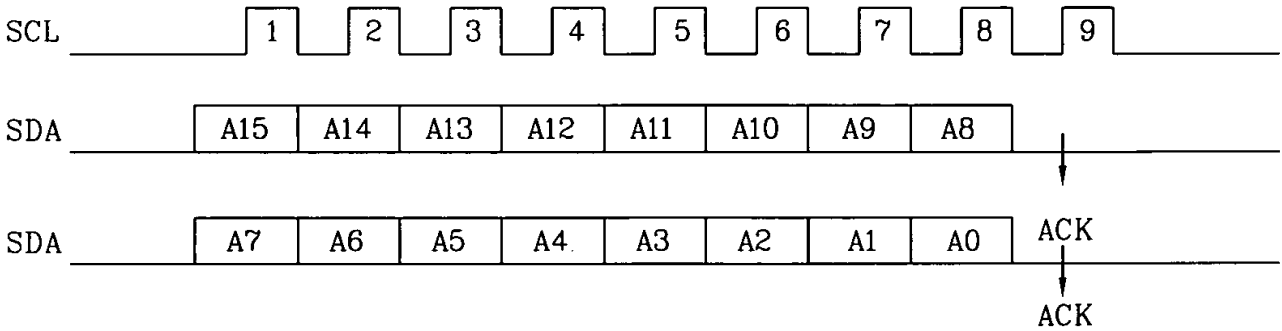 SCL 1 2 3 4 5 6 7 8 9
SDA A15 A14 A13 A12 A11 A10 A9 A8
ACK
SDA A7 A6 A5 A4 A3 A2 A1 A0
ACK